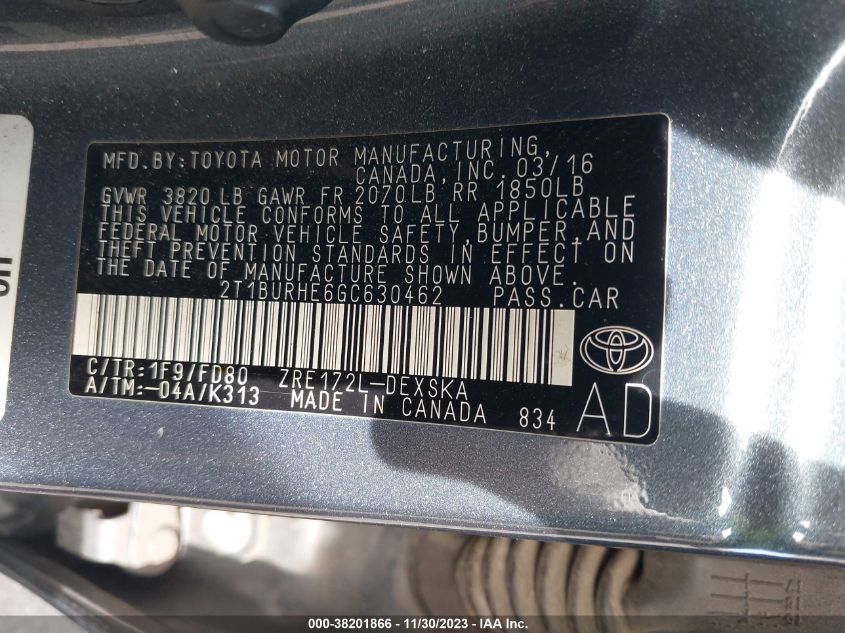 MFD.BY:TOYOTA MOTOR MANUFACTURING,
CANADA, INC. 03/16
GVWR 3820 LB GAWR FR 2070LB RR 1850LB
THIS VEHICLE CONFORMS TO ALL APPLICABLE
FEDERAL MOTOR VEHICLE SAFETY,BUMPER,AND
THEFT PREVENTION STANDARDS IN EFFECT ON
THE DATE OF MANUFACTURE SHOWN ABOVE.
2T1BURHE6GC630462 PASS.CAR
C/TR:1F9/FD80 ZRE172L-DEXSKA
A/TM:-04A/K313 MADE IN CANADA 834
AD
000-38201866 - 11/30/2023 - IAA Inc.